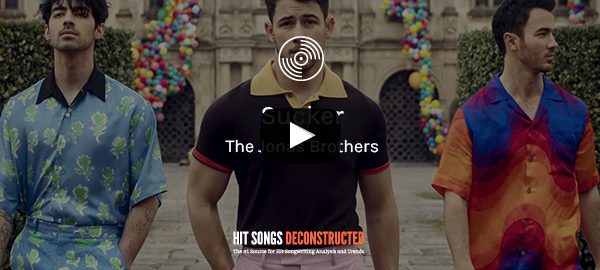 Sucker
The Jonas Brothers
HIT SONGS DECONSTRUCTED
The #1 Source for Hit Songwriting Analysis and Trends